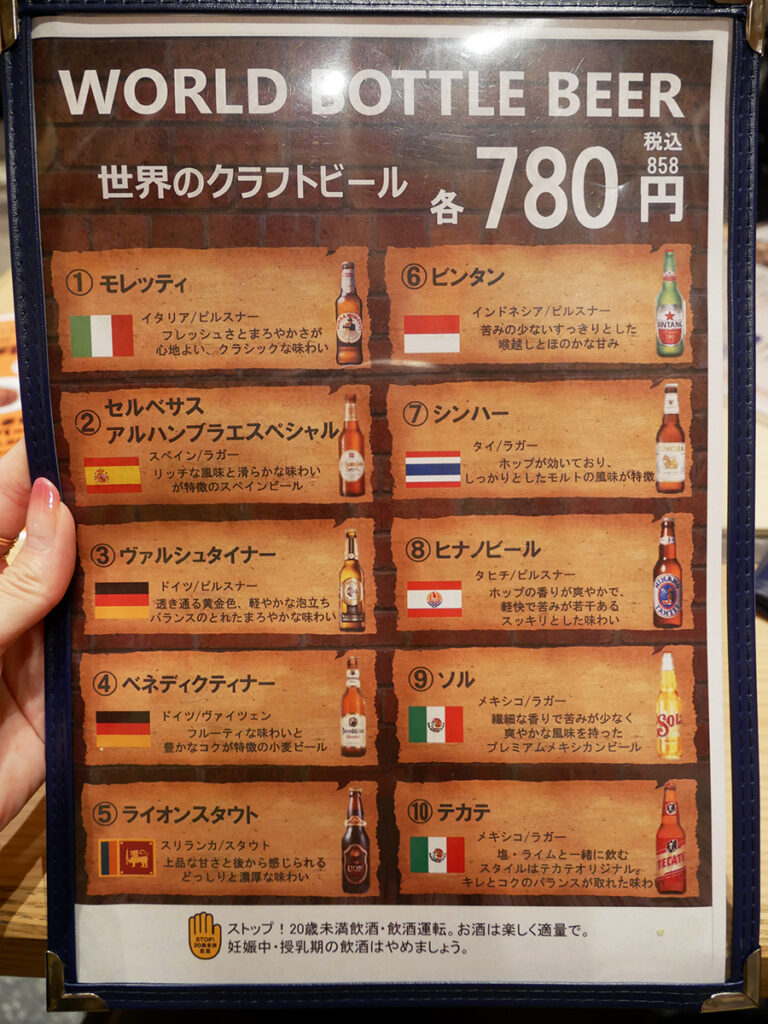 WORLD BOTTLE BEER
世界のクラフトビール 各780円
税込
858
① モレッティ
イタリア/ピルスナー
フレッシュさとまろやかさが
心地よい、クラシックな味わい
② セルベサス
アルハンブラエスペシャル
スペイン/ラガー
リッチな風味と滑らかな味わい
が特徴のスペインビール
③ ヴァルシュタイナー
ドイツ/ピルスナー
透き通る黄金色、軽やかな泡立ち
バランスのとれたまろやかな味わい
④ ベネディクティナー
ドイツ/ヴァイツェン
フルーティな味わいと
豊かなコクが特徴の小麦ビール
⑤ ライオンスタウト
スリランカ/スタウト
上品な甘さと後から感じられる
どっしりと濃厚な味わい
LION
⑥ ビンタン
インドネシア/ピルスナー
苦みの少ないすっきりとした
喉越しとほのかな甘み
BINTANG
⑦ シンハー
タイ/ラガー
ホップが効いており、
しっかりとしたモルトの風味が特徴
SINGHA
⑧ ヒナノビール
タヒチ/ピルスナー
ホップの香りが爽やかで、
軽快で苦みが若干ある
スッキリとした味わい
HINANO
TAHITI
⑨ ソル
メキシコ/ラガー
繊細な香りで苦みが少なく
爽やかな風味を持った
プレミアムメキシカンビール
SOL
⑩ テカテ
メキシコ/ラガー
塩・ライムと一緒に飲む
スタイルはテカテオリジナル。
キレとコクのバランスが取れた味わ
TECATE
STOP!
20歳未満
飲酒
ストップ！20歳未満飲酒・飲酒運転。お酒は楽しく適量で。
妊娠中・授乳期の飲酒はやめましょう。